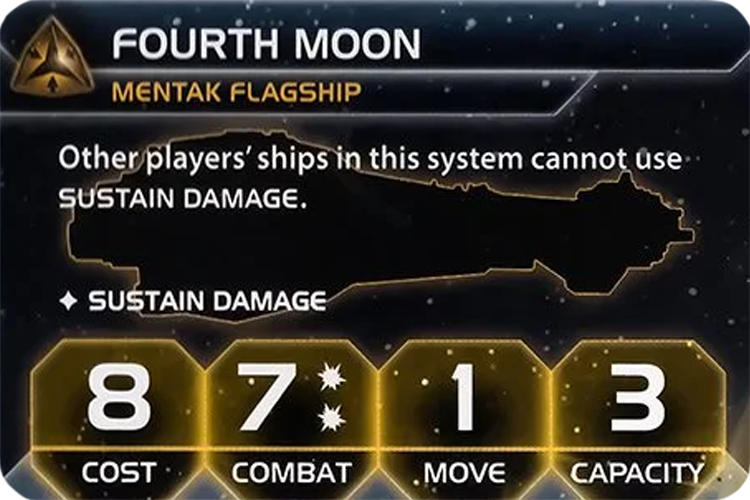 FOURTH MOON
MENTAK FLAGSHIP
Other players' ships in this system cannot use
SUSTAIN DAMAGE.
✦ SUSTAIN DAMAGE
8 7 1 3
COST COMBAT MOVE CAPACITY